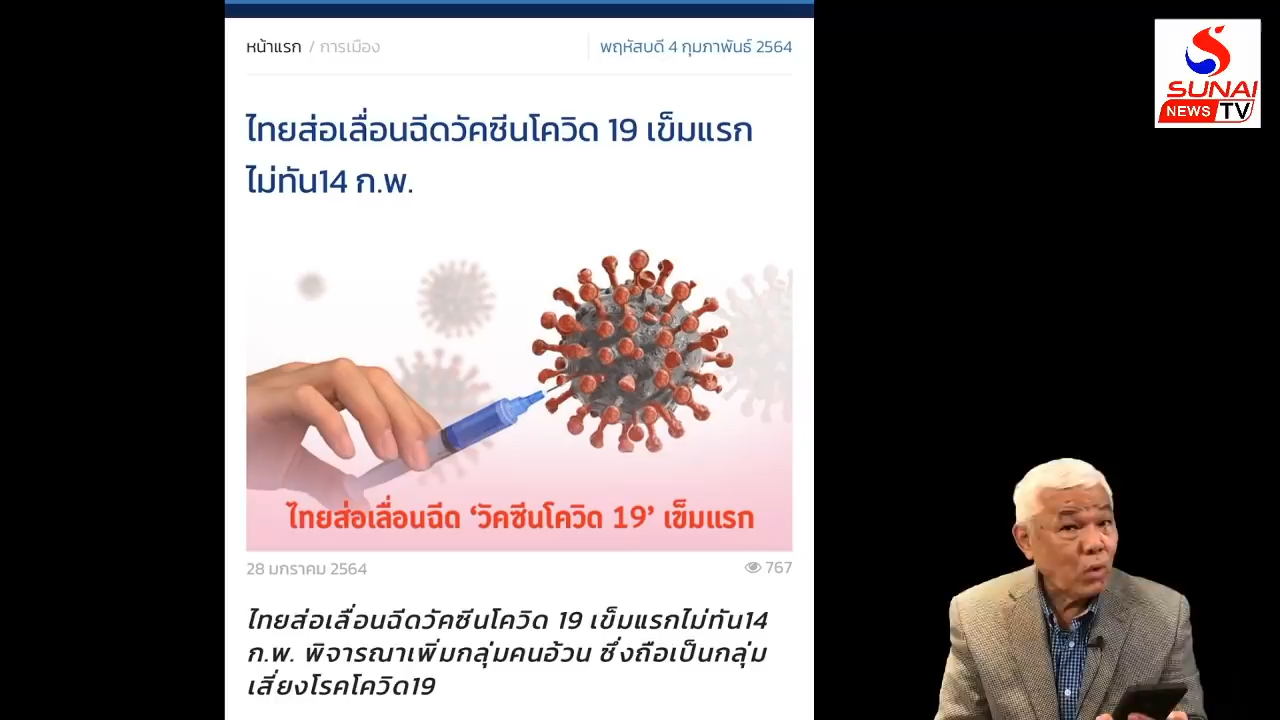 หน้าแรก / การเมือง
พฤหัสบดี 4 กุมภาพันธ์ 2564
SUNAI
NEWS TV
ไทยส่อเลื่อนฉีดวัคซีนโควิด 19 เข็มแรก
ไม่ทัน14 ก.พ.
ไทยส่อเลื่อนฉีด ‘วัคซีนโควิด 19’ เข็มแรก
28 มกราคม 2564
767
ไทยส่อเลื่อนฉีดวัคซีนโควิด 19 เข็มแรกไม่ทัน14
ก.พ. พิจารณาเพิ่มกลุ่มคนอ้วน ซึ่งถือเป็นกลุ่ม
เสี่ยงโรคโควิด19